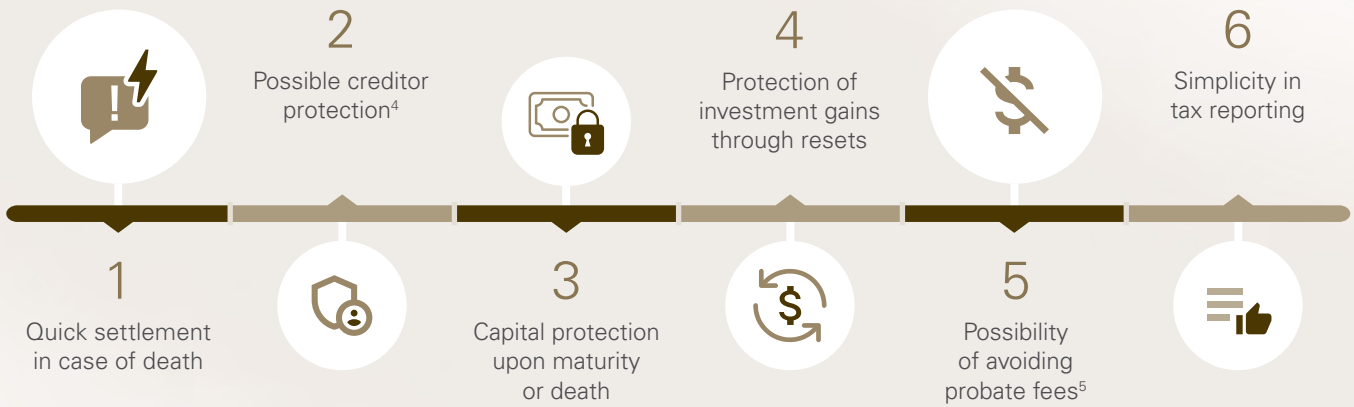 1
Quick settlement
in case of death
2
Possible creditor
protection⁴
3
Capital protection
upon maturity
or death
4
Protection of
investment gains
through resets
5
Possibility
of avoiding
probate fees⁵
6
Simplicity in
tax reporting